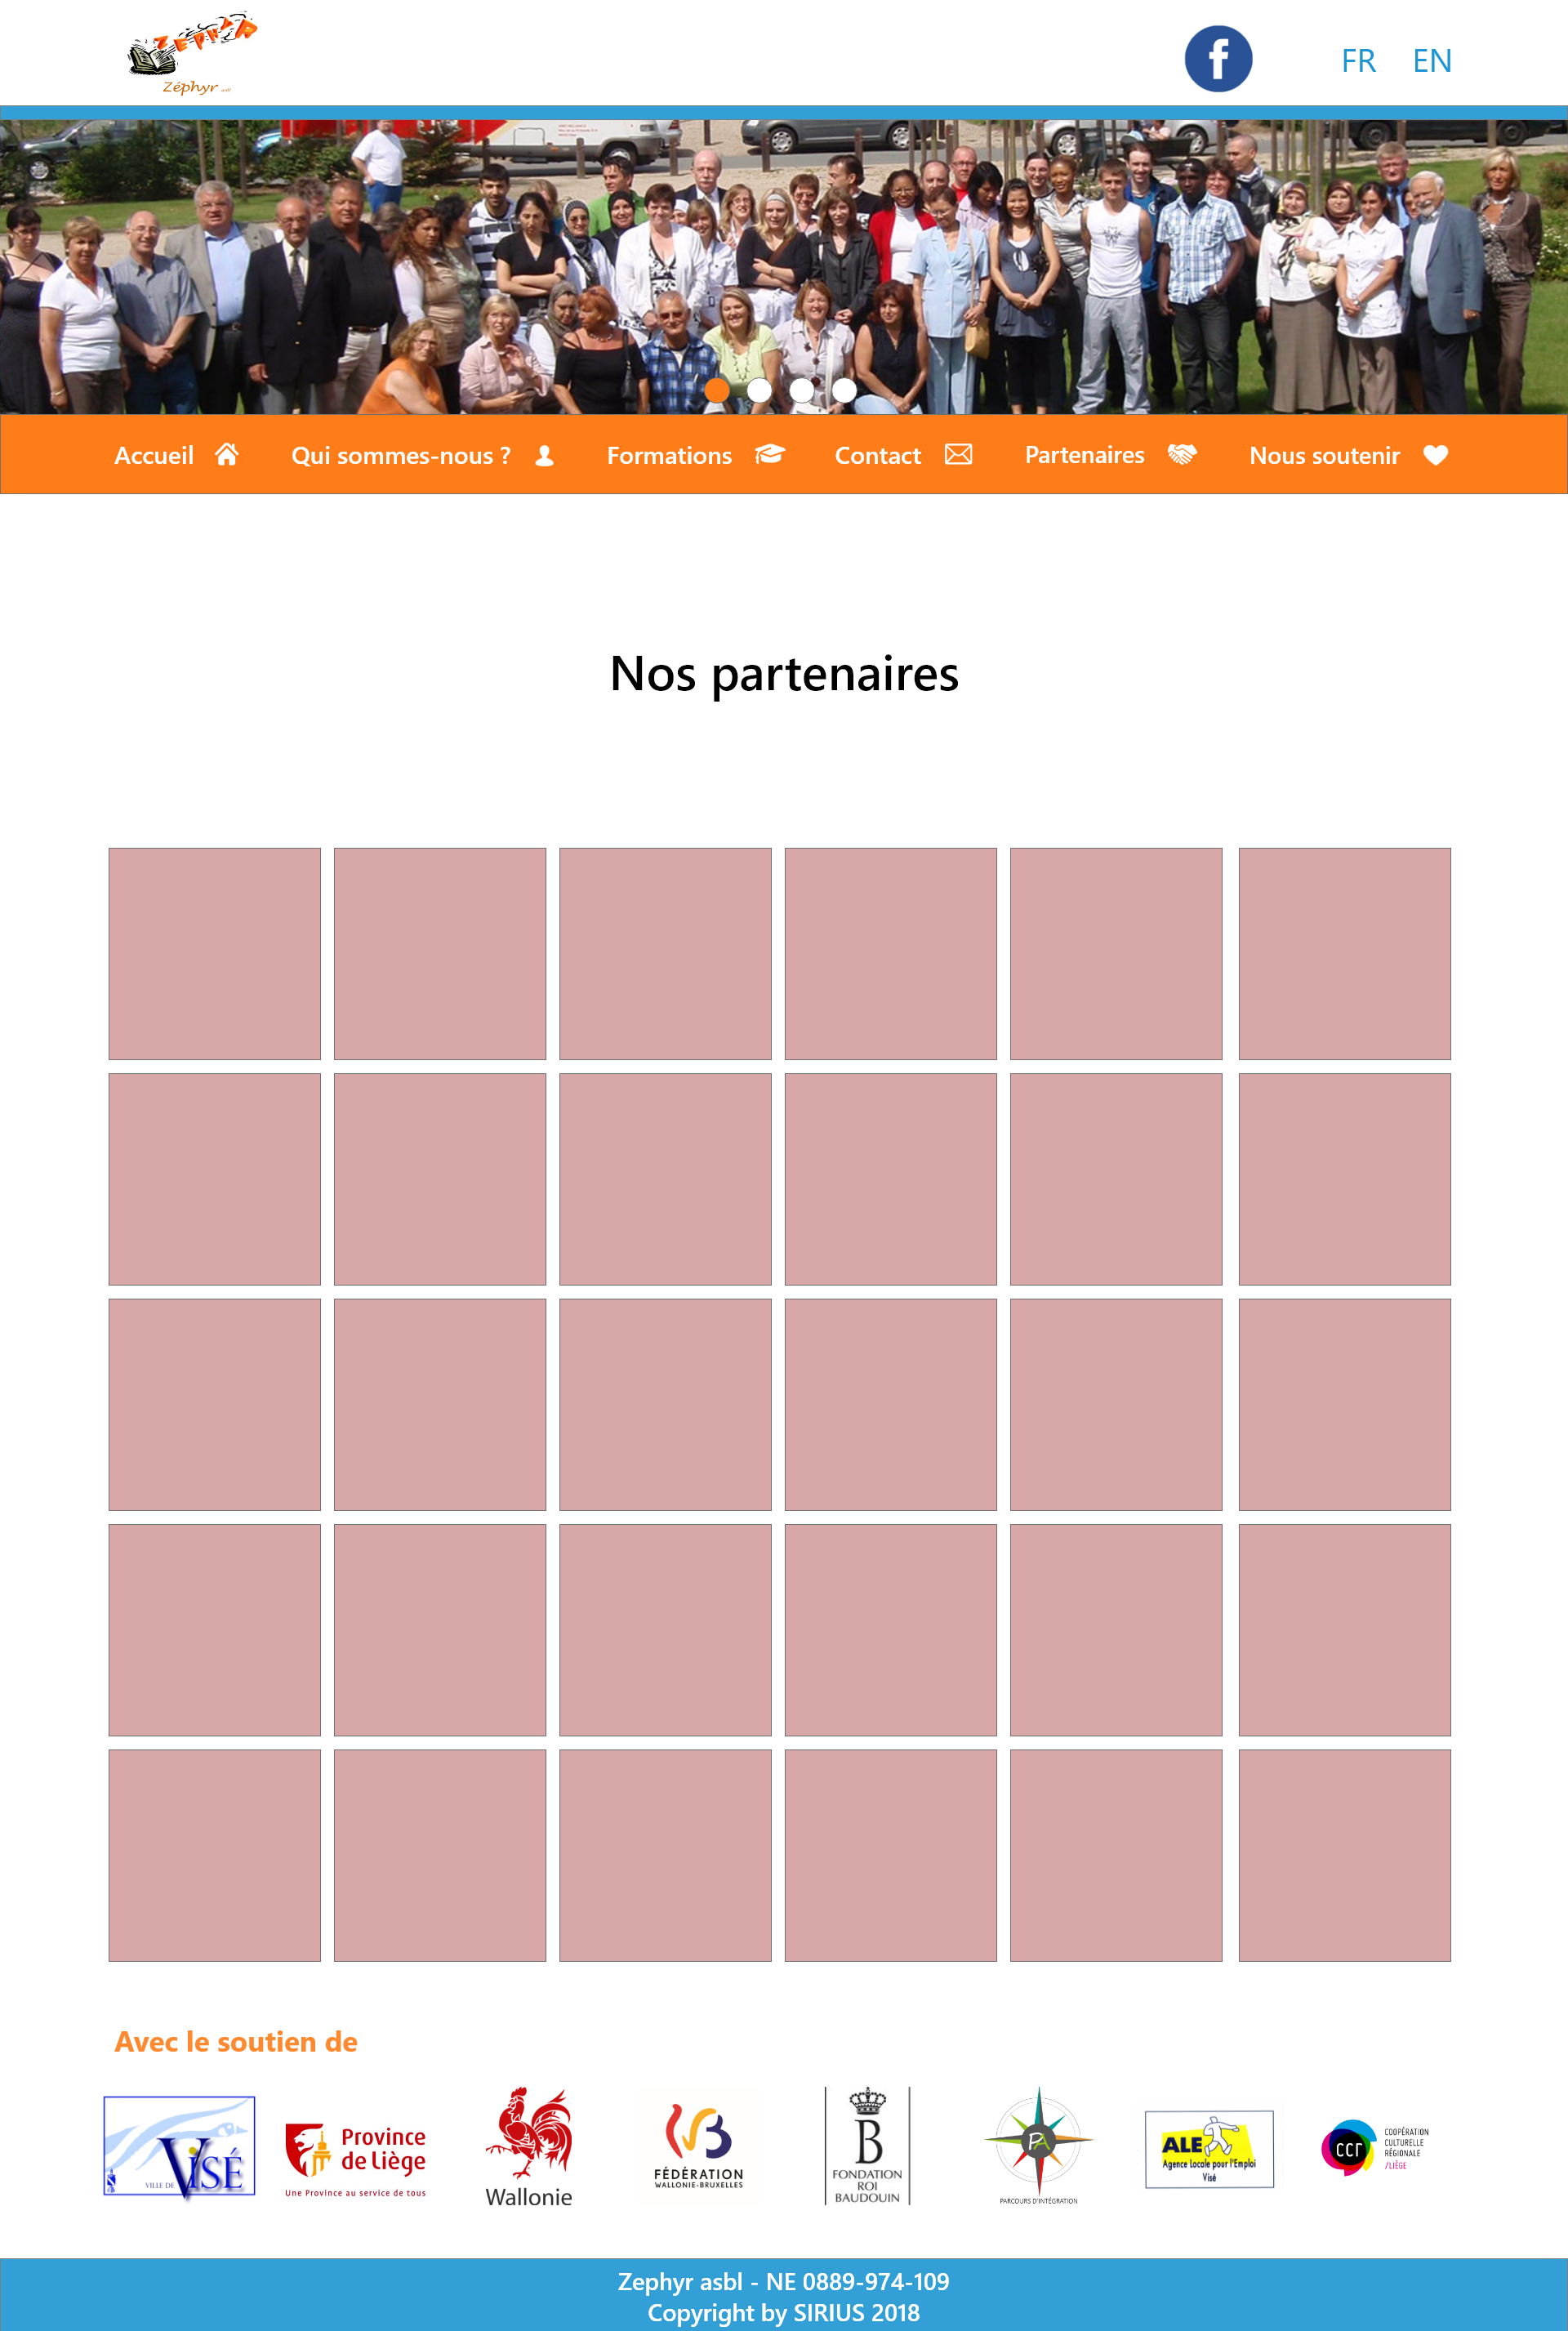 ZEPHYR
Zéphyr asbl
FR EN
Accueil Qui sommes-nous ? Formations Contact Partenaires Nous soutenir
Nos partenaires
Avec le soutien de
VILLE DE VISÉ
Province
de Liège
Une Province au service de tous
Wallonie
FÉDÉRATION
WALLONIE-BRUXELLES
B
FONDATION
ROI
BAUDOUIN
PA
PARCOURS D'INTÉGRATION
ALE
Agence Locale pour l'Emploi
Visé
ccr
COOPÉRATION
CULTURELLE
RÉGIONALE
/LIÈGE
Zephyr asbl - NE 0889-974-109
Copyright by SIRIUS 2018